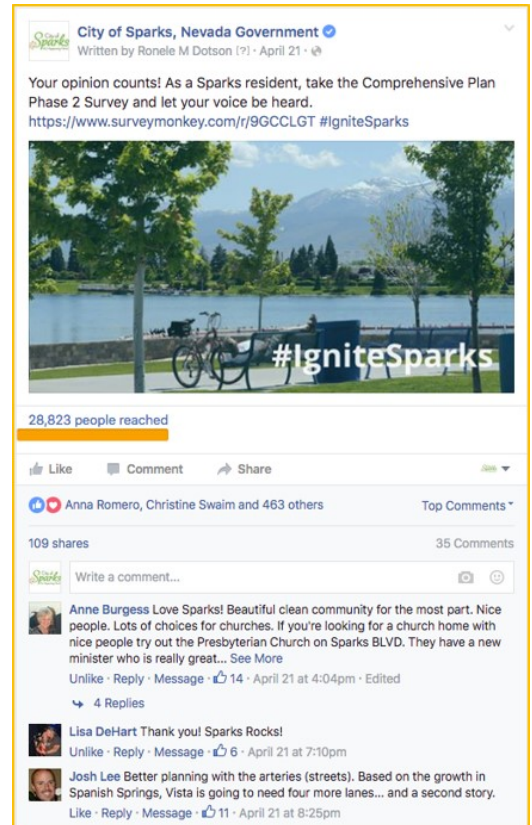 City of Sparks
City of Sparks, Nevada Government
Written by Ronele M Dotson [?] · April 21 ·
Your opinion counts! As a Sparks resident, take the Comprehensive Plan
Phase 2 Survey and let your voice be heard.
https://www.surveymonkey.com/r/9GCCLGT #IgniteSparks
#IgniteSparks
28,823 people reached
Like Comment Share
Anna Romero, Christine Swaim and 463 others Top Comments
109 shares 35 Comments
City of Sparks Write a comment...
Anne Burgess Love Sparks! Beautiful clean community for the most part. Nice
people. Lots of choices for churches. If you're looking for a church home with
nice people try out the Presbyterian Church on Sparks BLVD. They have a new
minister who is really great... See More
Unlike · Reply · Message · 14 · April 21 at 4:04pm · Edited
4 Replies
Lisa DeHart Thank you! Sparks Rocks!
Unlike · Reply · Message · 6 · April 21 at 7:10pm
Josh Lee Better planning with the arteries (streets). Based on the growth in
Spanish Springs, Vista is going to need four more lanes... and a second story.
Like · Reply · Message · 11 · April 21 at 8:25pm